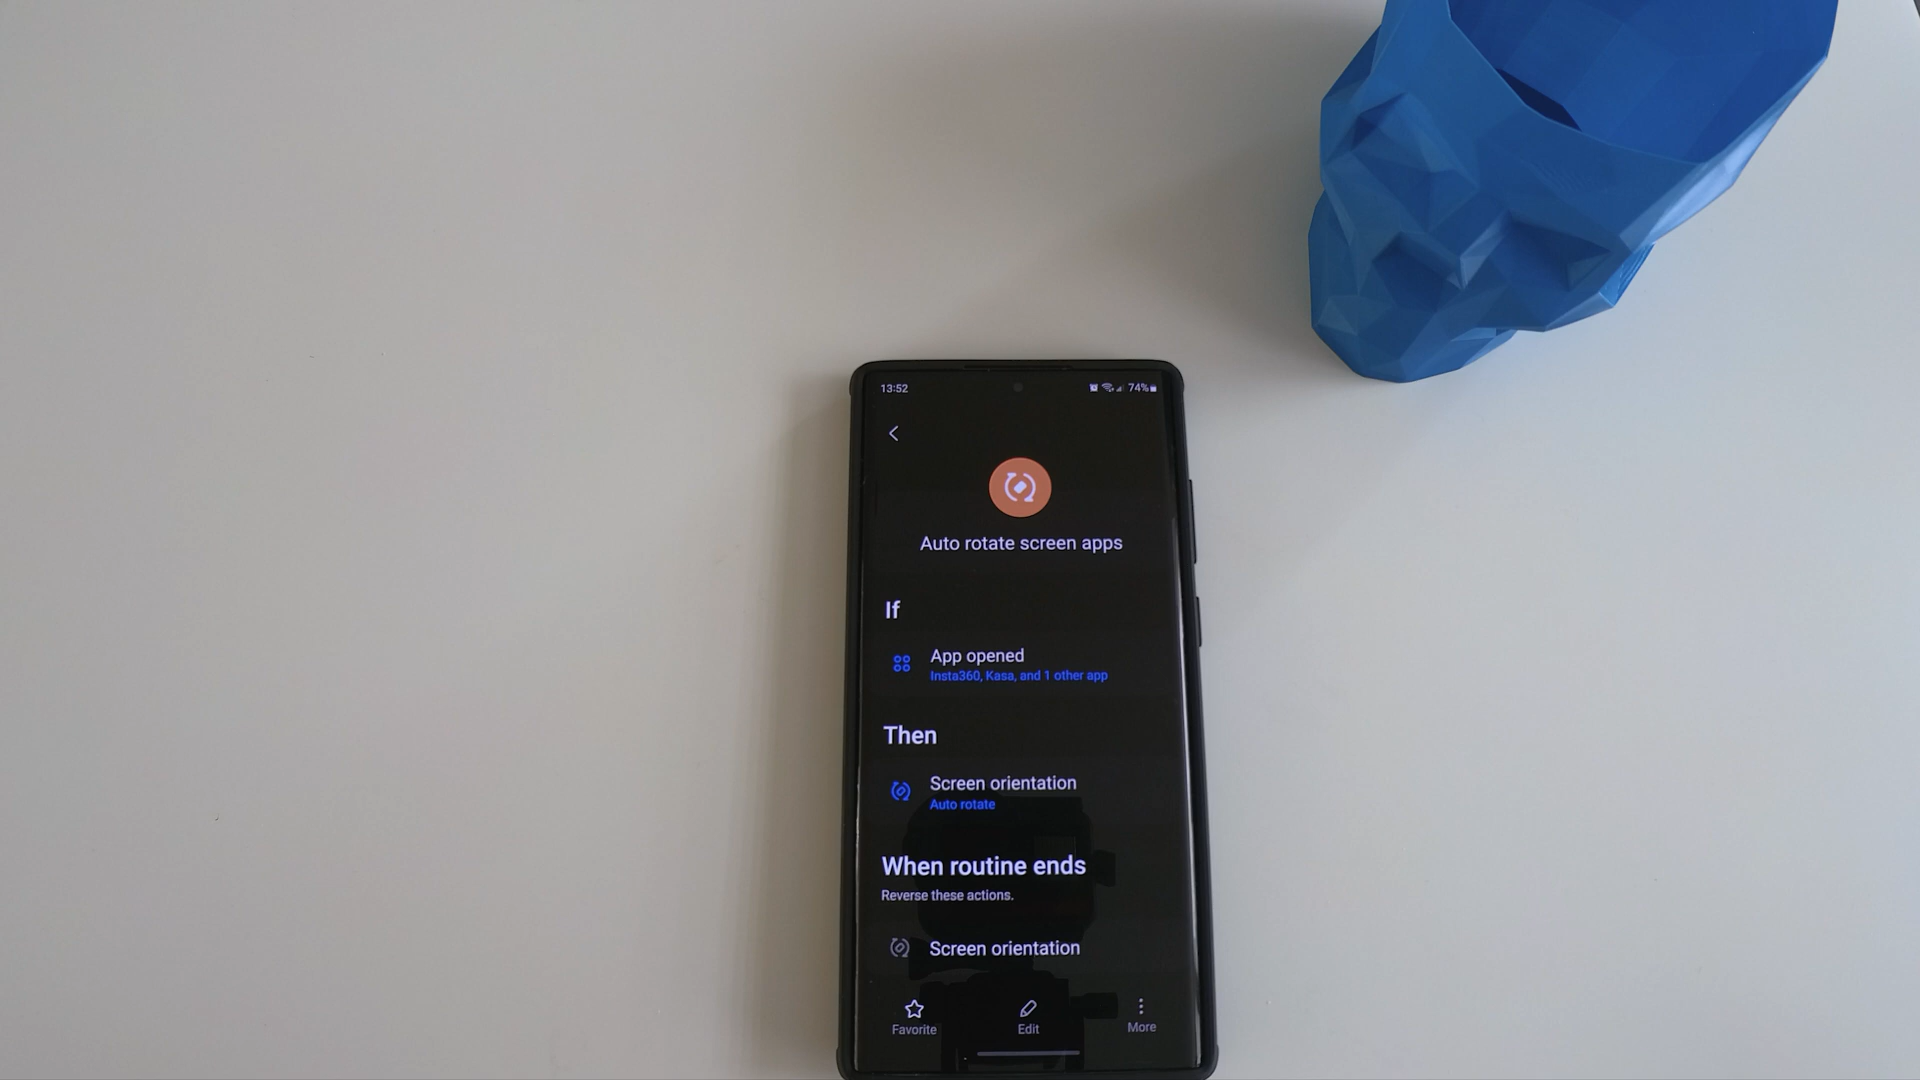 13:52
74%
Auto rotate screen apps
If
App opened
Insta360, Kasa, and 1 other app
Then
Screen orientation
Auto rotate
When routine ends
Reverse these actions.
Screen orientation
Favorite
Edit
More